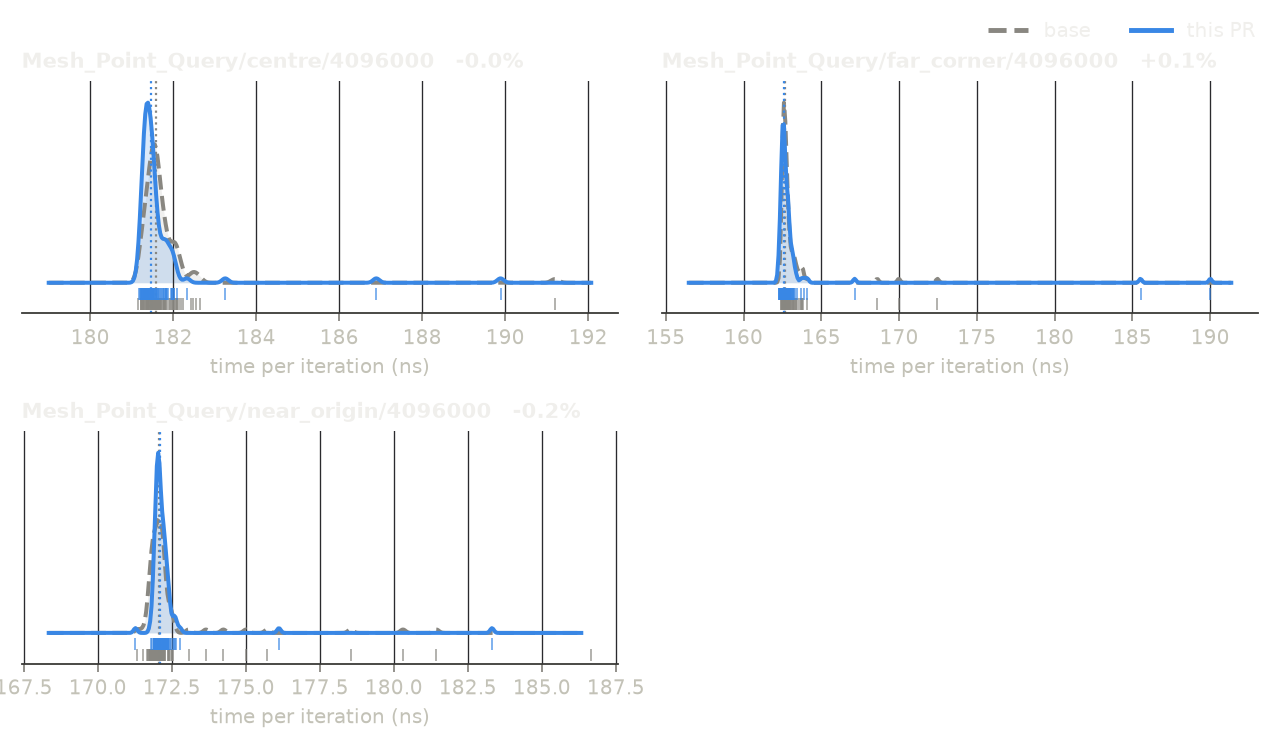 base this PR
Mesh_Point_Query/centre/4096000 -0.0%
Mesh_Point_Query/far_corner/4096000 +0.1%
180 182 184 186 188 190 192
time per iteration (ns)
155 160 165 170 175 180 185 190
time per iteration (ns)
Mesh_Point_Query/near_origin/4096000 -0.2%
167.5 170.0 172.5 175.0 177.5 180.0 182.5 185.0 187.5
time per iteration (ns)